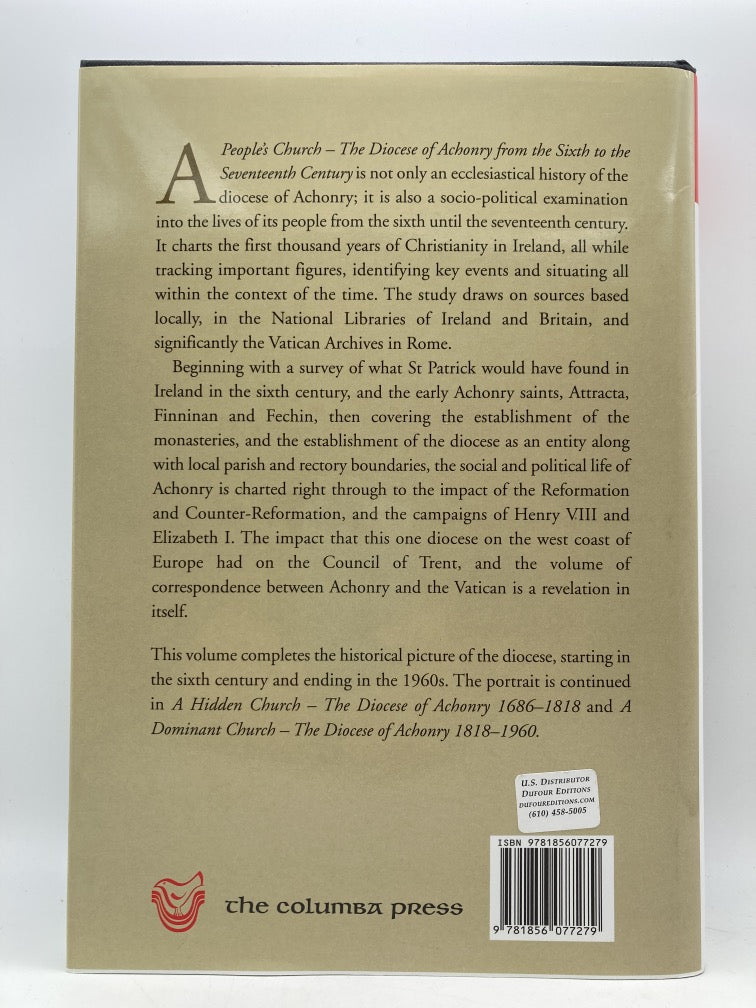 A People's Church – The Diocese of Achonry from the Sixth to the
Seventeenth Century is not only an ecclesiastical history of the
diocese of Achonry; it is also a socio-political examination
into the lives of its people from the sixth until the seventeenth century.
It charts the first thousand years of Christianity in Ireland, all while
tracking important figures, identifying key events and situating all
within the context of the time. The study draws on sources based
locally, in the National Libraries of Ireland and Britain, and
significantly the Vatican Archives in Rome.
Beginning with a survey of what St Patrick would have found in
Ireland in the sixth century, and the early Achonry saints, Attracta,
Finninan and Fechin, then covering the establishment of the
monasteries, and the establishment of the diocese as an entity along
with local parish and rectory boundaries, the social and political life of
Achonry is charted right through to the impact of the Reformation
and Counter-Reformation, and the campaigns of Henry VIII and
Elizabeth I. The impact that this one diocese on the west coast of
Europe had on the Council of Trent, and the volume of
correspondence between Achonry and the Vatican is a revelation in
itself.
This volume completes the historical picture of the diocese, starting in
the sixth century and ending in the 1960s. The portrait is continued
in A Hidden Church – The Diocese of Achonry 1686–1818 and A
Dominant Church – The Diocese of Achonry 1818–1960.
U.S. Distributor
Dufour Editions
dufoureditions.com
(610) 458-5005
ISBN 9781856077279
9 781856 077279
the columba press